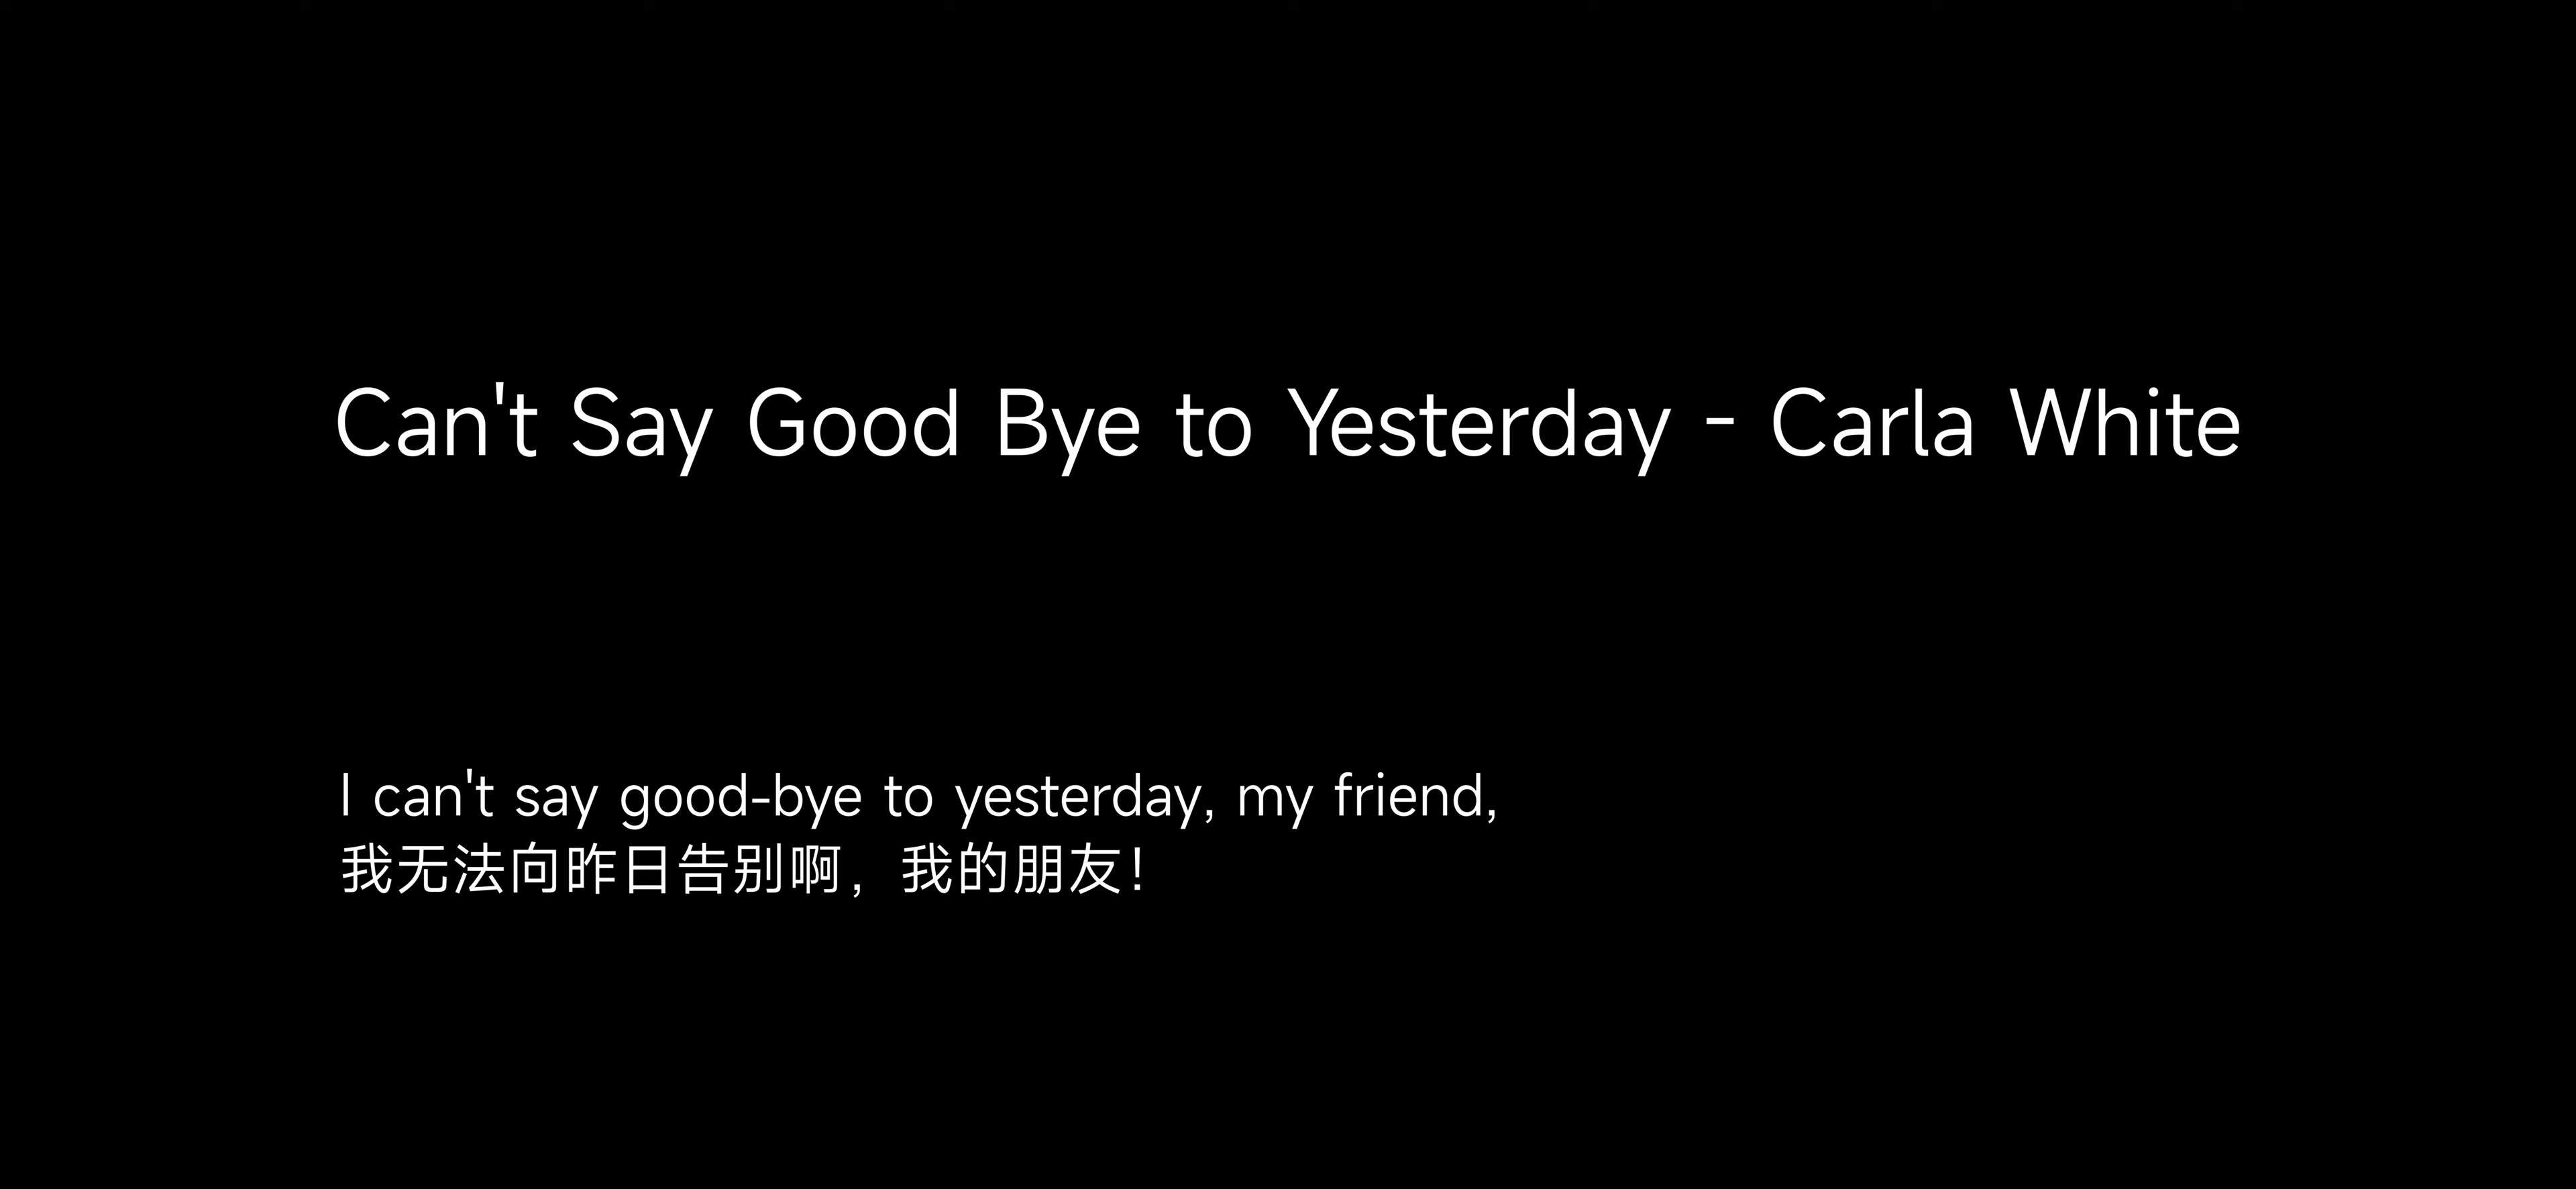 Can't Say Good Bye to Yesterday - Carla White
I can't say good-bye to yesterday, my friend,
我无法向昨日告别啊，我的朋友！